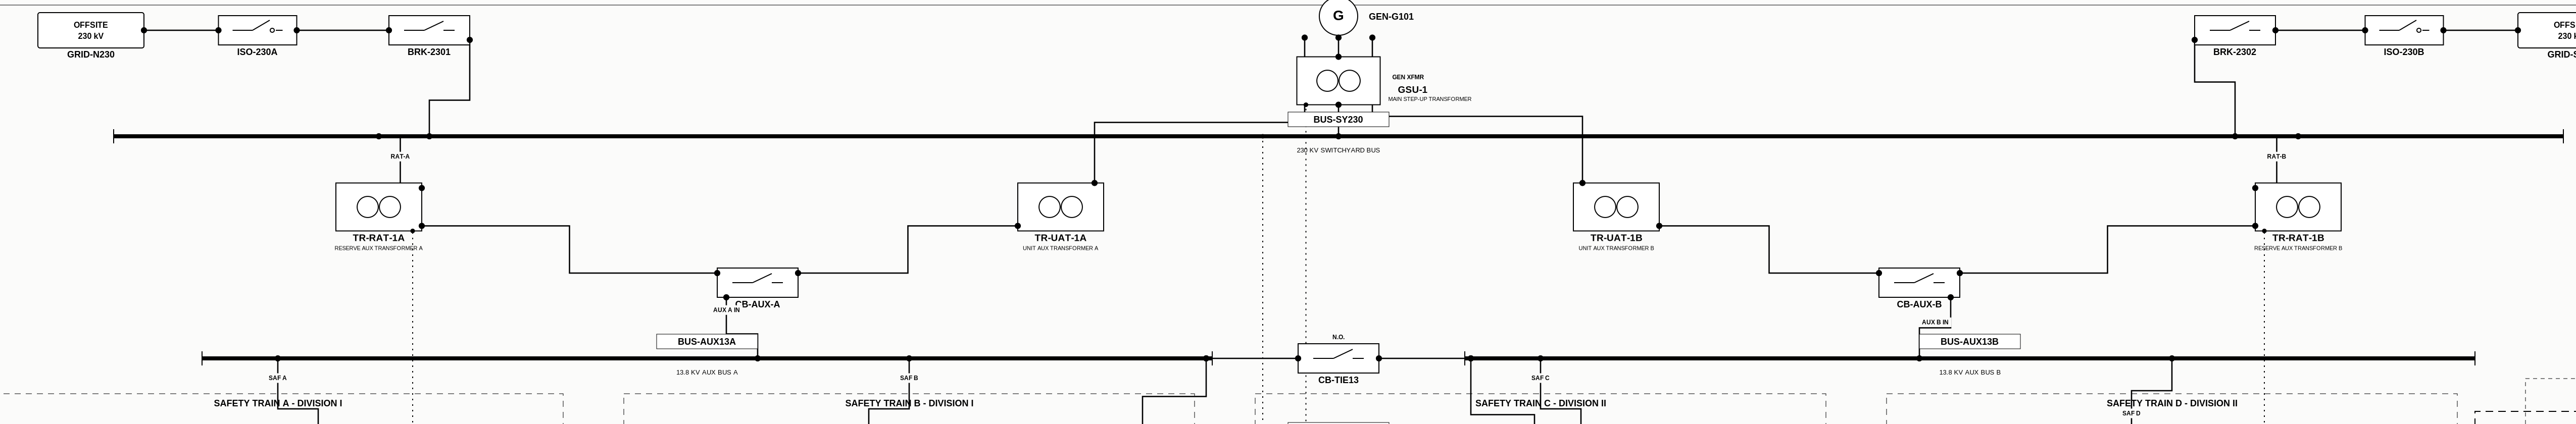 OFFSITE
230 kV
GRID-N230
ISO-230A
BRK-2301
G
GEN-G101
GEN XFMR
GSU-1
MAIN STEP-UP TRANSFORMER
BRK-2302
ISO-230B
BUS-SY230
230 KV SWITCHYARD BUS
RAT-A
RAT-B
TR-RAT-1A
RESERVE AUX TRANSFORMER A
TR-UAT-1A
UNIT AUX TRANSFORMER A
TR-UAT-1B
UNIT AUX TRANSFORMER B
TR-RAT-1B
RESERVE AUX TRANSFORMER B
CB-AUX-A
AUX A IN
CB-AUX-B
AUX B IN
BUS-AUX13A
N.O.
BUS-AUX13B
13.8 KV AUX BUS A
CB-TIE13
13.8 KV AUX BUS B
SAF A
SAF B
SAF C
SAFETY TRAIN A - DIVISION I
SAFETY TRAIN B - DIVISION I
SAFETY TRAIN C - DIVISION II
SAFETY TRAIN D - DIVISION II
SAF D